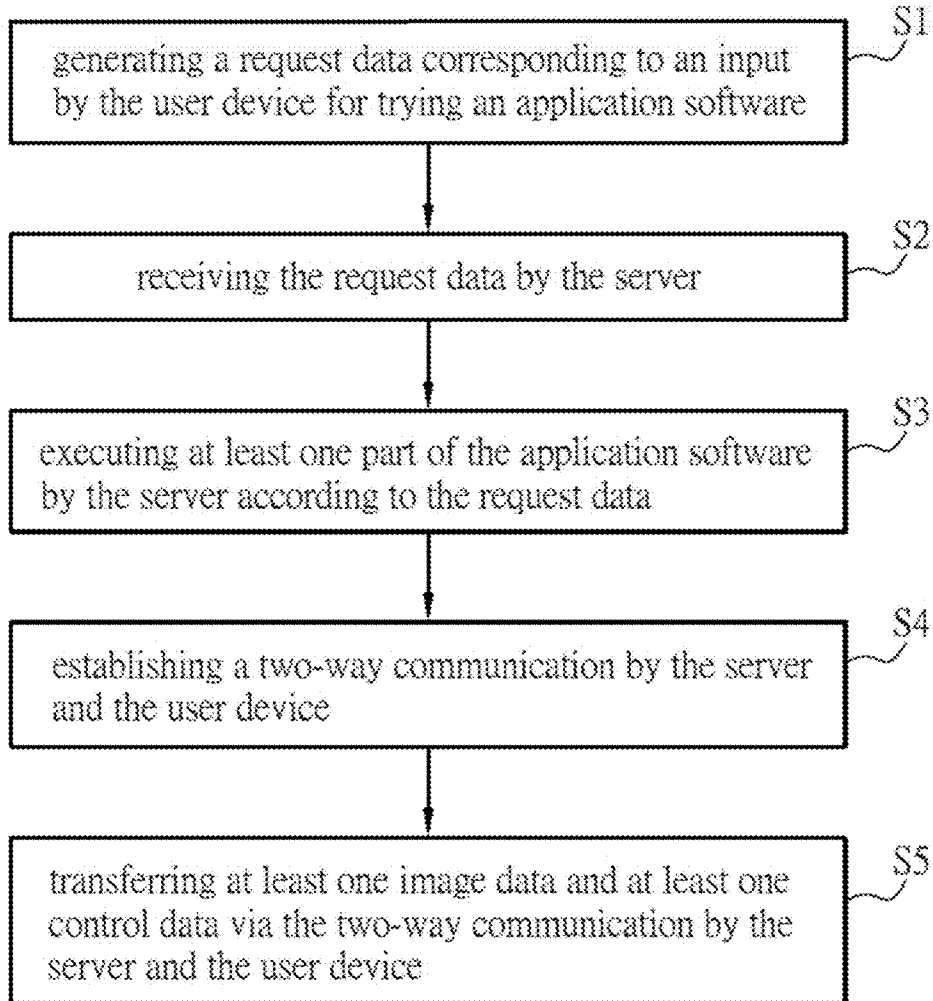 S1
generating a request data corresponding to an input
by the user device for trying an application software
S2
receiving the request data by the server
S3
executing at least one part of the application software
by the server according to the request data
S4
establishing a two-way communication by the server
and the user device
S5
transferring at least one image data and at least one
control data via the two-way communication by the
server and the user device